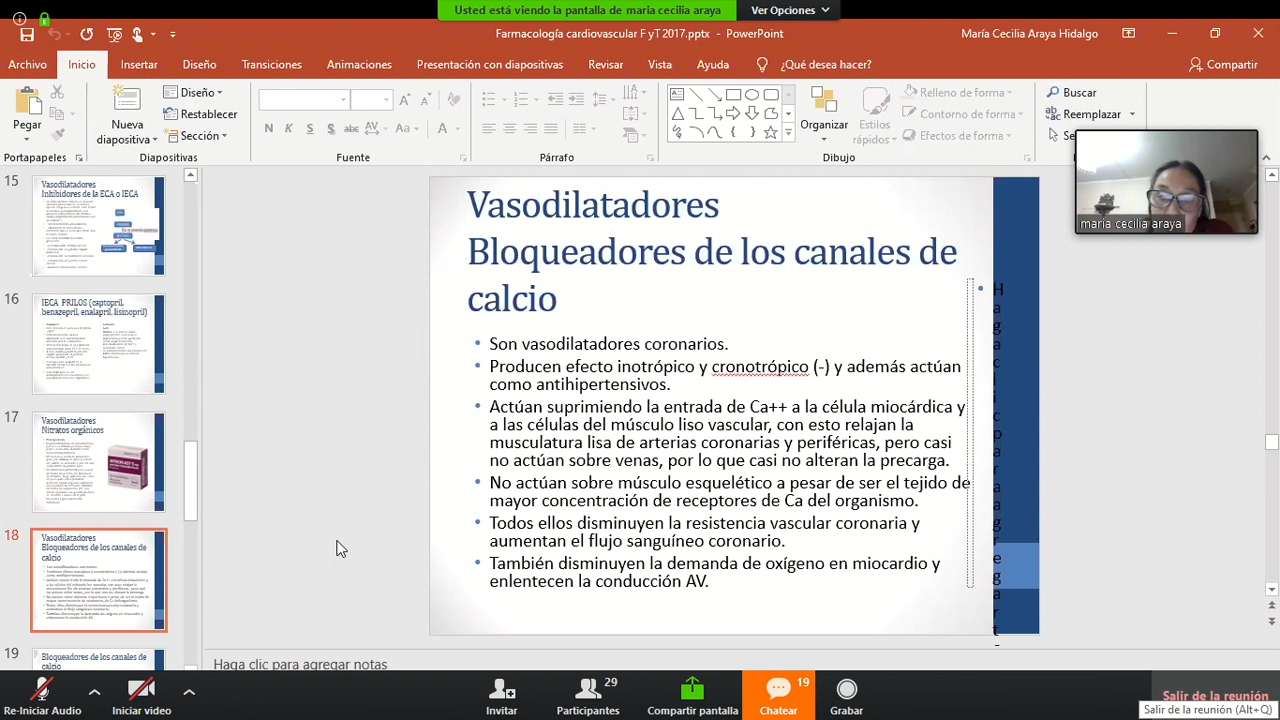 Usted está viendo la pantalla de maria cecilia araya
Ver Opciones
Farmacología cardiovascular F yT 2017.pptx - PowerPoint
María Cecilia Araya Hidalgo
Archivo Inicio Insertar Diseño Transiciones Animaciones Presentación con diapositivas Revisar Vista Ayuda ¿Qué desea hacer? Compartir
Pegar
Nueva diapositiva
Diseño
Restablecer
Sección
N K S S abc AV Aa A
Organizar
Estilos rápidos
Relleno de forma
Contorno de forma
Efectos de forma
Buscar
Reemplazar
Portapapeles Diapositivas Fuente Párrafo Dibujo
maria cecilia araya
15
Vasodilatadores
Inhibidores de la ECA o IECA
16
IECA PRILOS (captopril,
benazepril, enalapril, lisinopril)
17
Vasodilatadores
Nitratos orgánicos
18
Vasodilatadores
Bloqueadores de los canales de
calcio
19
Bloqueadores de los canales de
calcio
Vasodilatadores
Bloqueadores de los canales de
calcio
• Son vasodilatadores coronarios.
• Producen efecto inotrópico y cronotrópico (-) y además actúan
como antihipertensivos.
• Actúan suprimiendo la entrada de Ca++ a la célula miocárdica y
a las células del músculo liso vascular, con esto relajan la
musculatura lisa de arterias coronarias y periféricas, pero casi
no actúan sobre venas, por lo que no alteran la precarga.
• No actúan sobre músculo esquelético a pesar de ser el tejido de
mayor concentración de receptores de Ca del organismo.
• Todos ellos disminuyen la resistencia vascular coronaria y
aumentan el flujo sanguíneo coronario.
• También disminuyen la demanda de oxígeno en miocardio y
enlentecen la conducción AV.
• H
a
g
a
c
l
i
c
p
a
r
a
a
g
r
e
g
a
r
t
Haga clic para agregar notas
Re-iniciar Audio
Iniciar video
Invitar
29
Participantes
Compartir pantalla
19
Chatear
Grabar
Salir de la reunión
Salir de la reunión (Alt+Q)